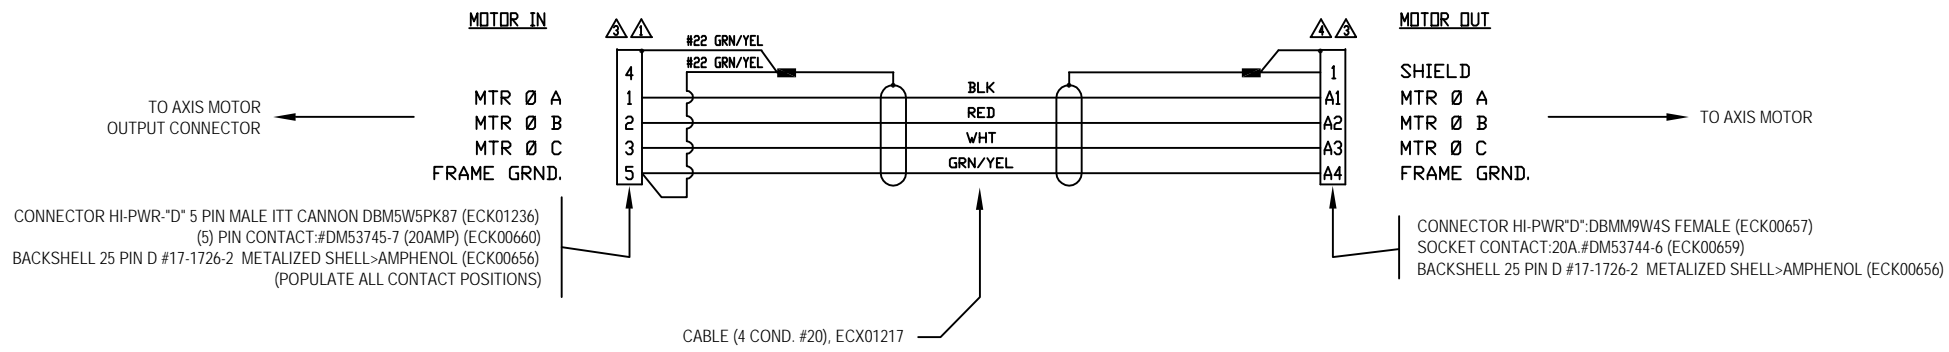 MOTOR IN
3 1
#22 GRN/YEL
#22 GRN/YEL
4 3
MOTOR OUT
4
1
SHIELD
TO AXIS MOTOR
OUTPUT CONNECTOR
MTR Ø A
1
BLK
A1
MTR Ø A
MTR Ø B
2
RED
A2
MTR Ø B
TO AXIS MOTOR
MTR Ø C
3
WHT
A3
MTR Ø C
FRAME GRND.
5
GRN/YEL
A4
FRAME GRND.
CONNECTOR HI-PWR-"D" 5 PIN MALE ITT CANNON DBM5W5PK87 (ECK01236)
(5) PIN CONTACT:#DM53745-7 (20AMP) (ECK00660)
BACKSHELL 25 PIN D #17-1726-2 METALIZED SHELL>AMPHENOL (ECK00656)
(POPULATE ALL CONTACT POSITIONS)
CONNECTOR HI-PWR"D":DBMM9W4S FEMALE (ECK00657)
SOCKET CONTACT:20A.#DM53744-6 (ECK00659)
BACKSHELL 25 PIN D #17-1726-2 METALIZED SHELL>AMPHENOL (ECK00656)
CABLE (4 COND. #20), ECX01217